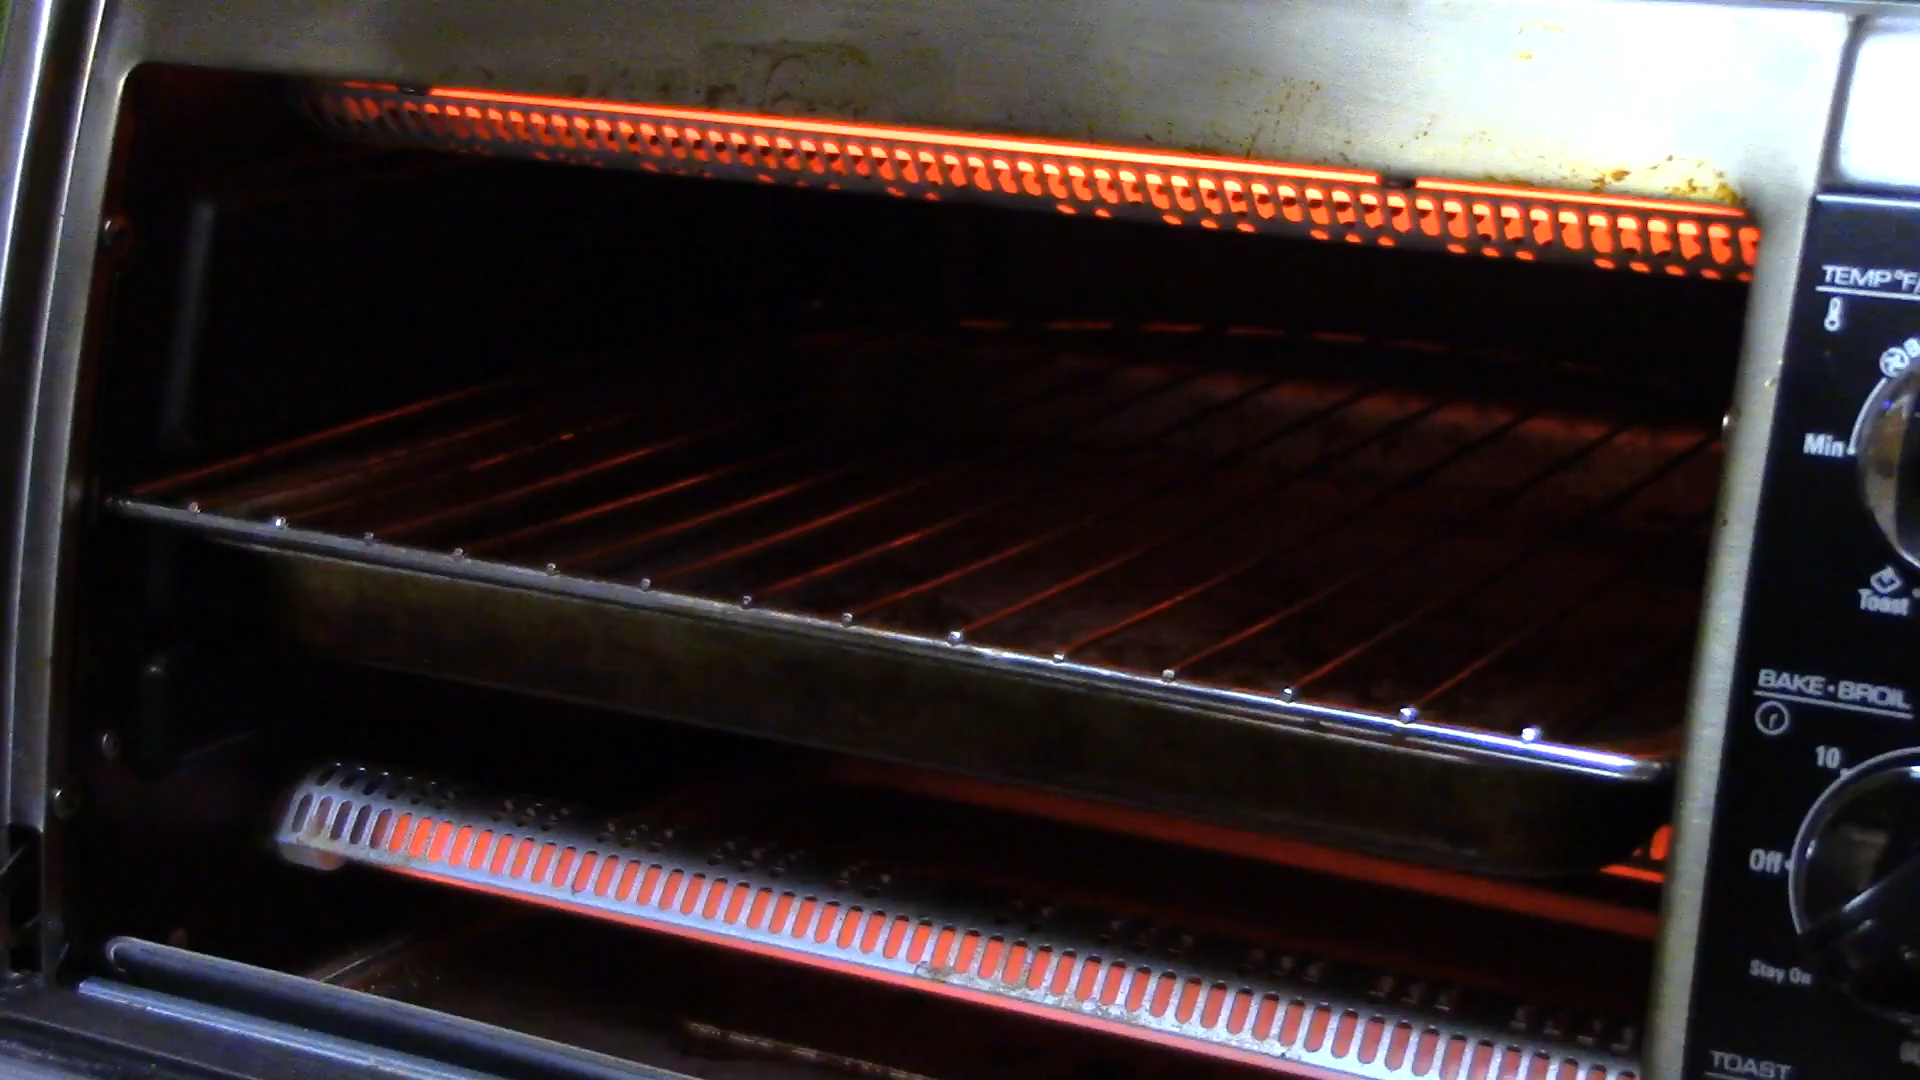 TEMP °F/
Min
Toast
BAKE • BROIL
10
Off
Stay On
TOAST